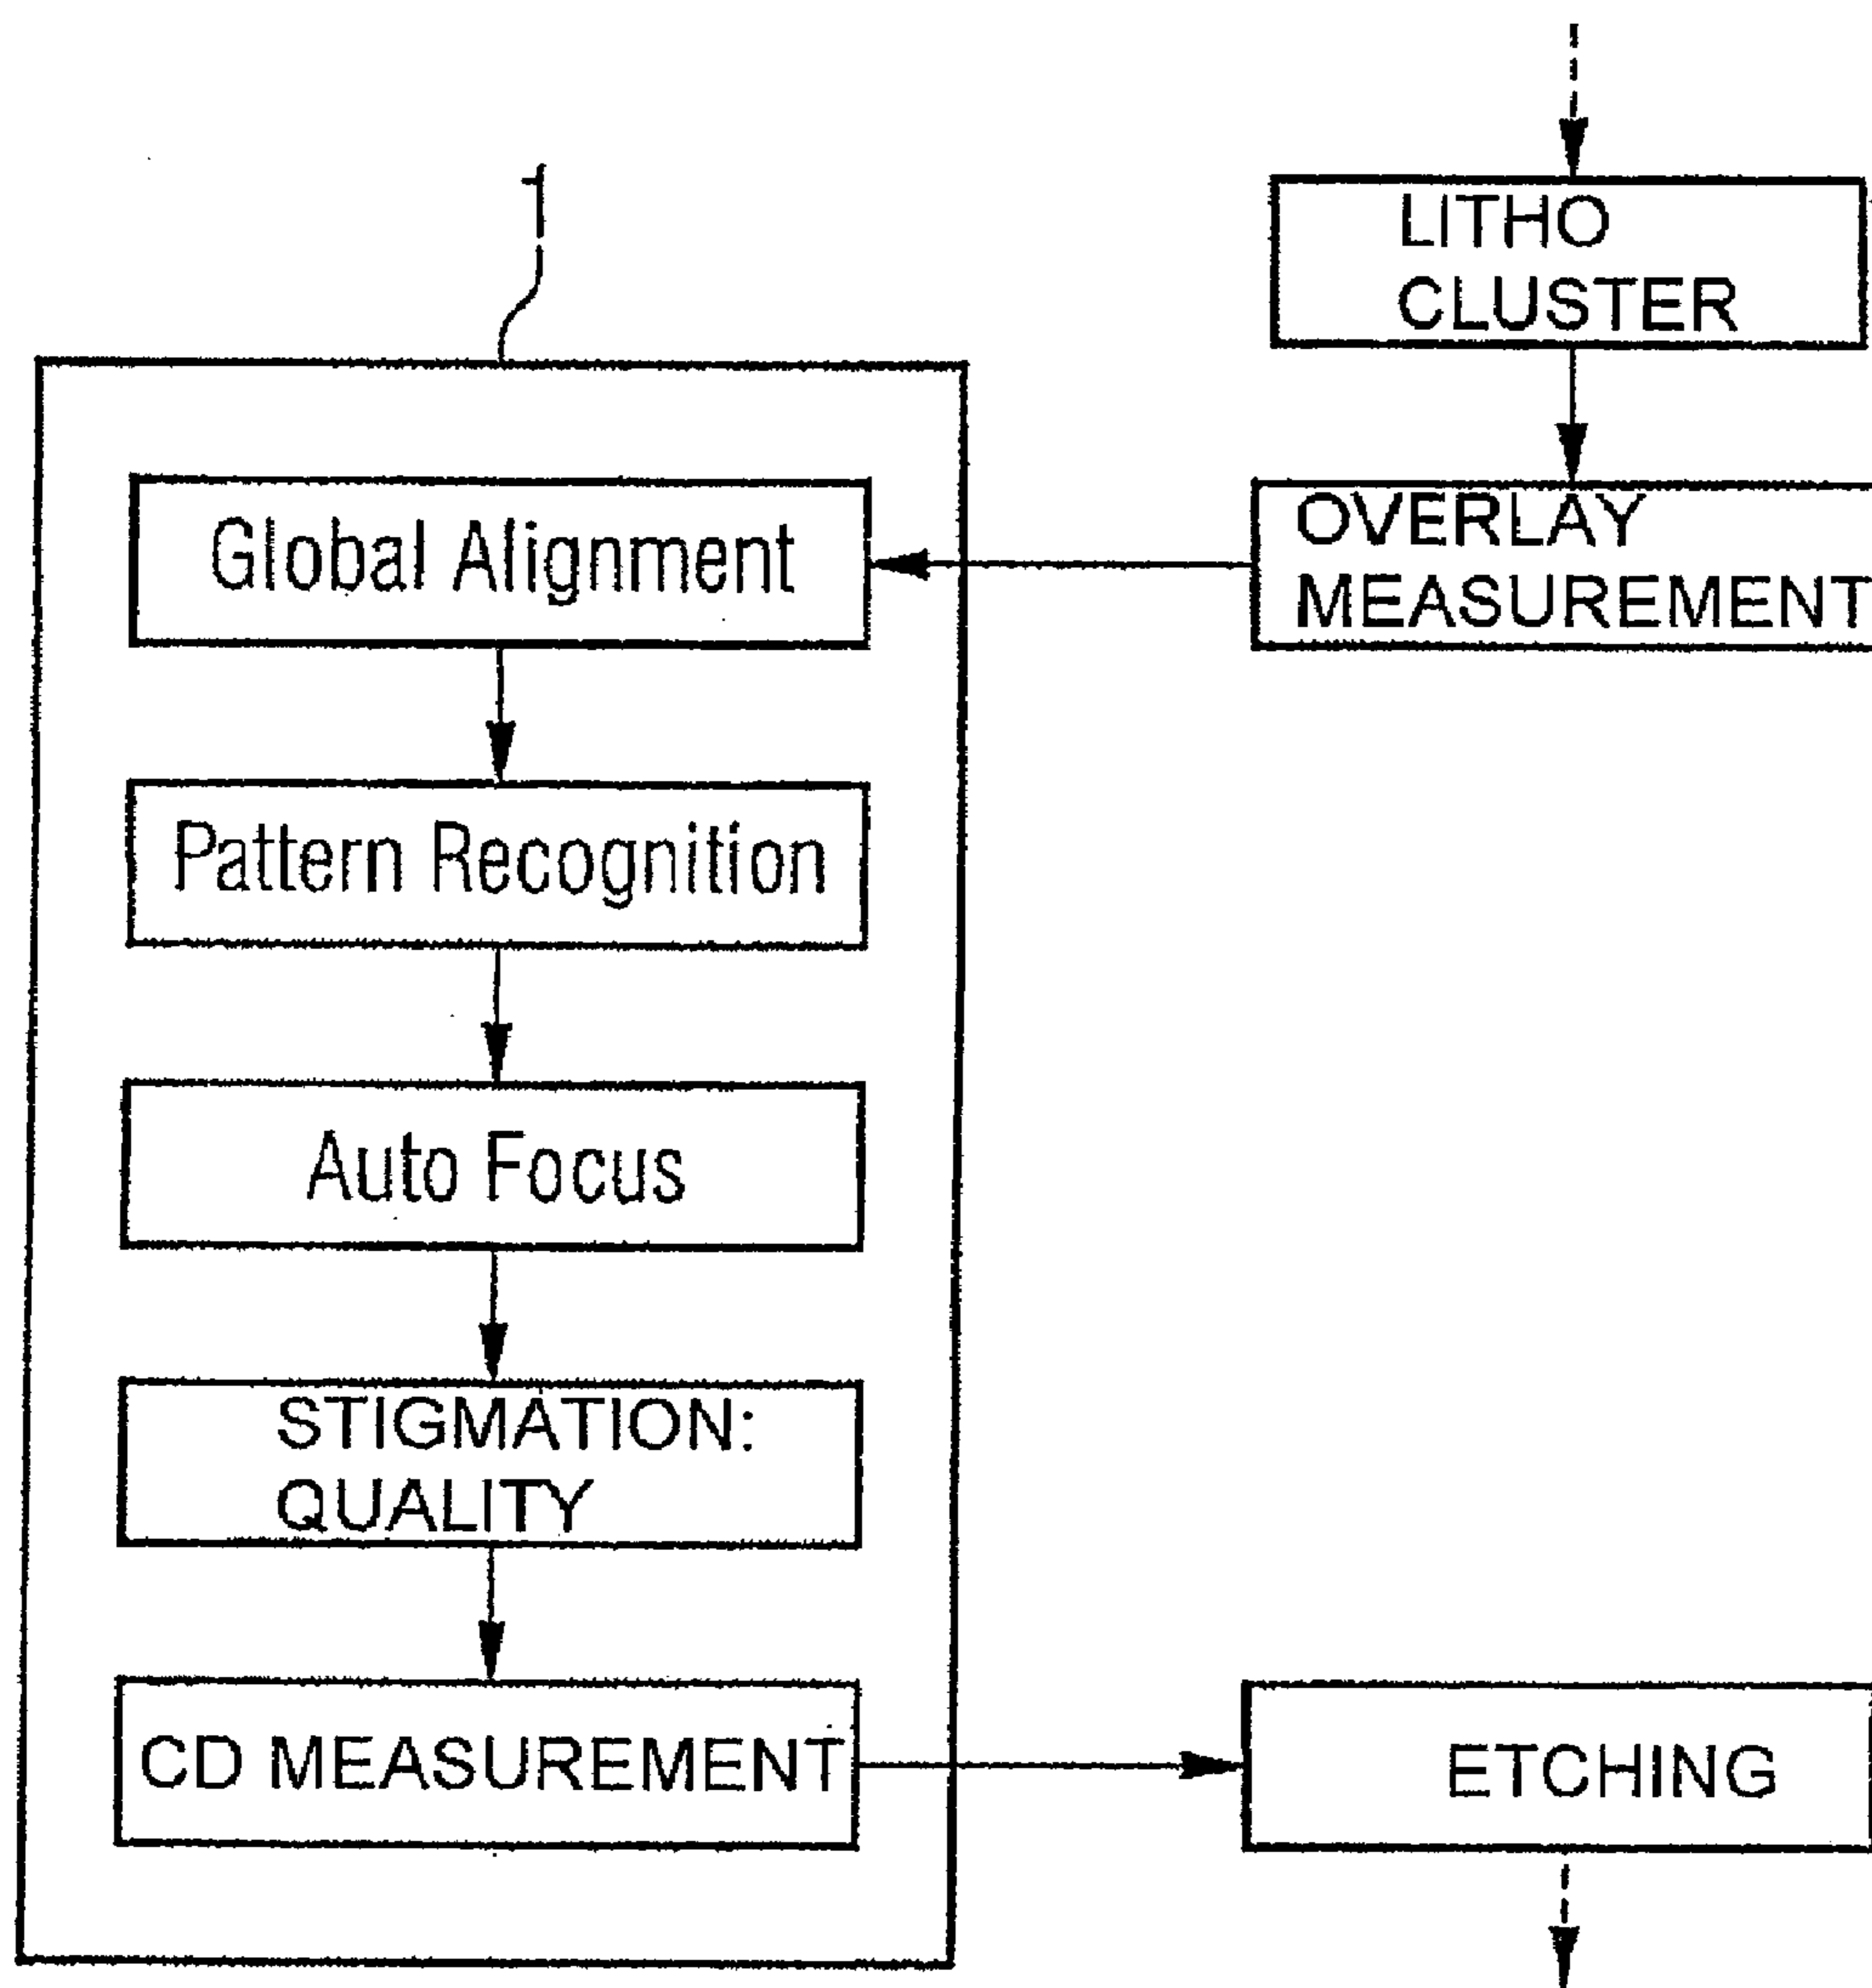 1
LITHO
CLUSTER
OVERLAY
MEASUREMENT
Global Alignment
Pattern Recognition
Auto Focus
STIGMATION:
QUALITY
CD MEASUREMENT
ETCHING